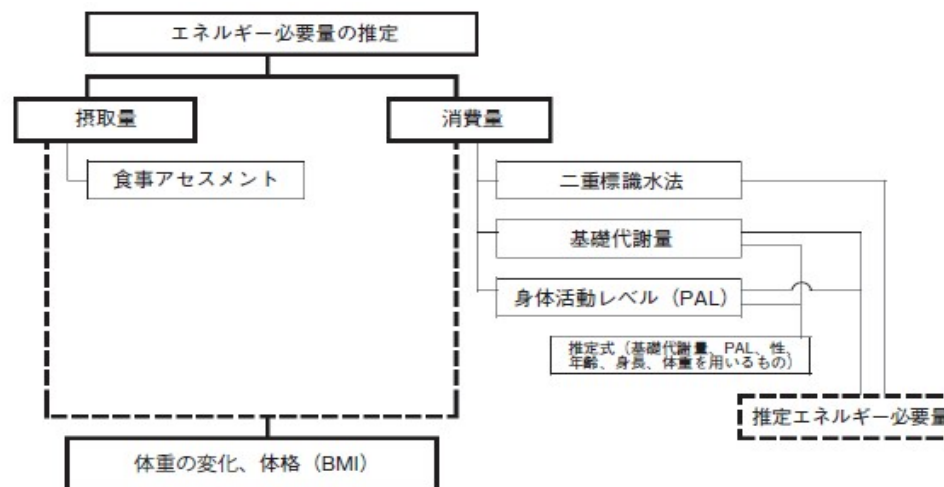 エネルギー必要量の推定
摂取量
消費量
食事アセスメント
二重標識水法
基礎代謝量
身体活動レベル（PAL）
推定式（基礎代謝量、PAL、性、
年齢、身長、体重を用いるもの）
推定エネルギー必要量
体重の変化、体格（BMI）